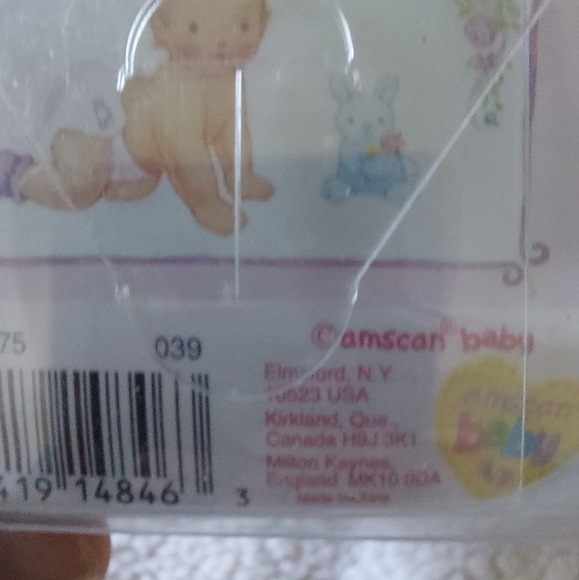 75 039
© amscan® baby
Elmsford, N.Y.
10523 USA
Kirkland, Que.,
Canada H9J 3K1
Milton Keynes,
England MK10 0DA
amscan
baby
419 14846 3